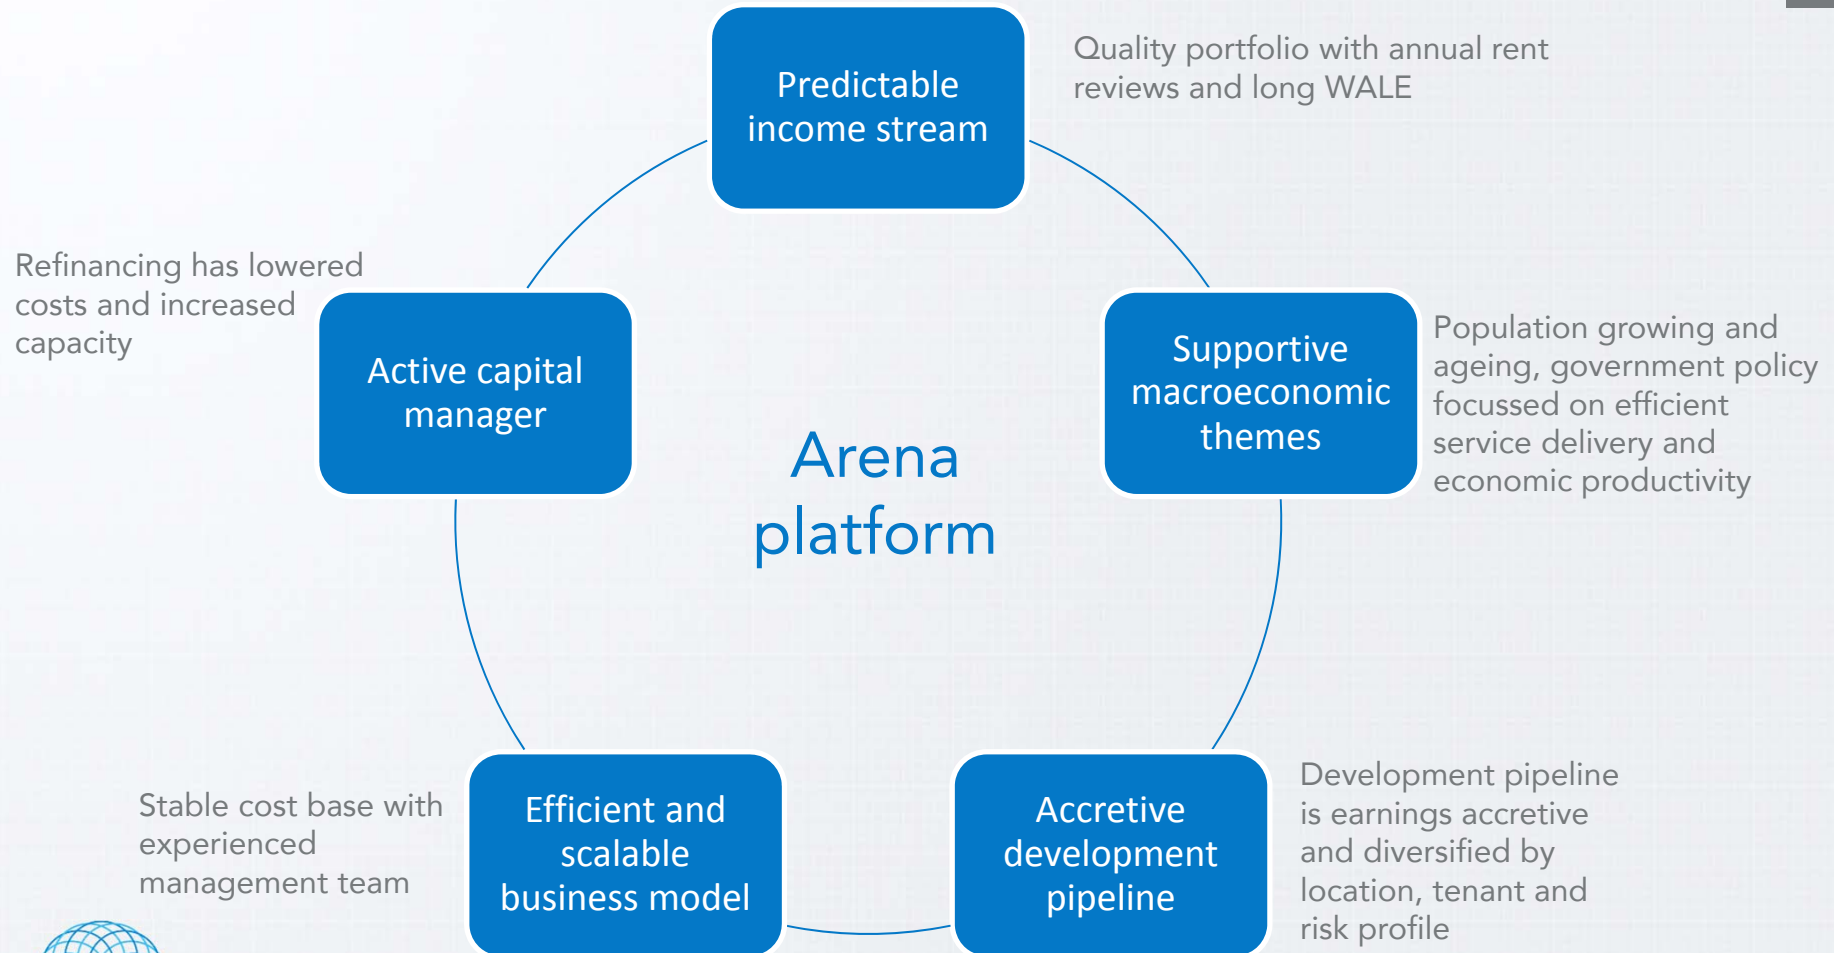 Predictable
income stream
Quality portfolio with annual rent
reviews and long WALE
Supportive
macroeconomic
themes
Population growing and
ageing, government policy
focussed on efficient
service delivery and
economic productivity
Accretive
development
pipeline
Development pipeline
is earnings accretive
and diversified by
location, tenant and
risk profile
Efficient and
scalable
business model
Stable cost base with
experienced
management team
Active capital
manager
Refinancing has lowered
costs and increased
capacity
Arena
platform